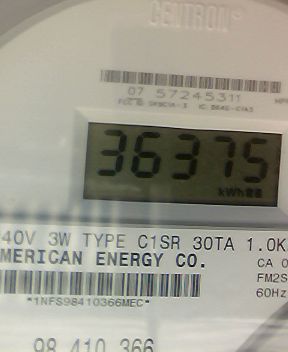 CENTRON®
07 57245311
36375
kWh
240V 3W TYPE C1SR 30TA 1.0K
MERICAN ENERGY CO. CA 0
FM2S
*1NFS98410366MEC* 60Hz
98 410 366